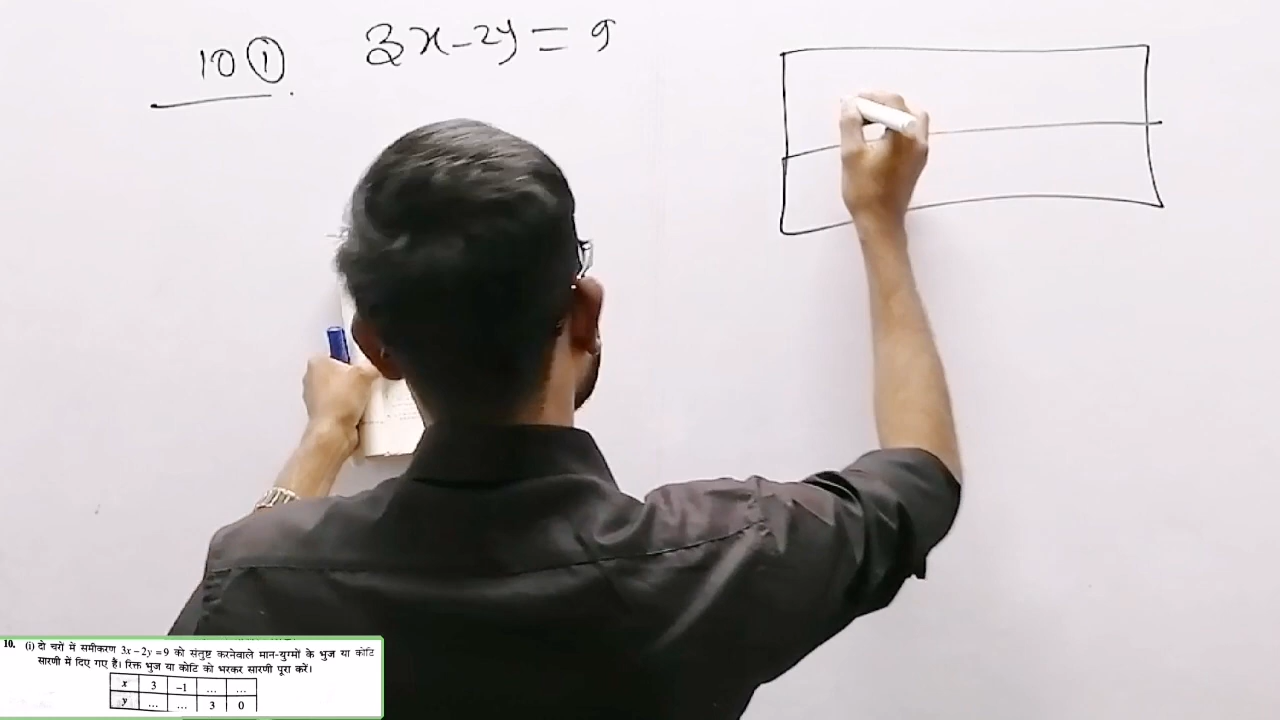 10 ①
3x-2y = 9
10. (i) दो चरों में समीकरण 3x – 2y = 9 को संतुष्ट करनेवाले मान-युग्मों के भुज या कोटि
सारणी में दिए गए हैं। रिक्त भुज या कोटि को भरकर सारणी पूरा करें।
x 3 –1 ... ...
y ... ... 3 0